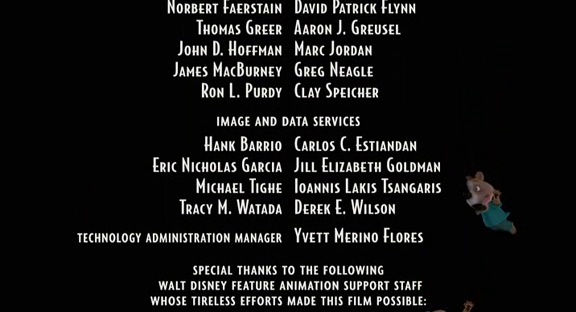 Norbert Faerstain David Patrick Flynn
Thomas Greer Aaron J. Greusel
John D. Hoffman Marc Jordan
James MacBurney Greg Neagle
Ron L. Purdy Clay Speicher
IMAGE AND DATA SERVICES
Hank Barrio Carlos C. Estiandan
Eric Nicholas Garcia Jill Elizabeth Goldman
Michael Tighe Ioannis Lakis Tsangaris
Tracy M. Watada Derek E. Wilson
TECHNOLOGY ADMINISTRATION MANAGER Yvett Merino Flores
SPECIAL THANKS TO THE FOLLOWING
WALT DISNEY FEATURE ANIMATION SUPPORT STAFF
WHOSE TIRELESS EFFORTS MADE THIS FILM POSSIBLE: